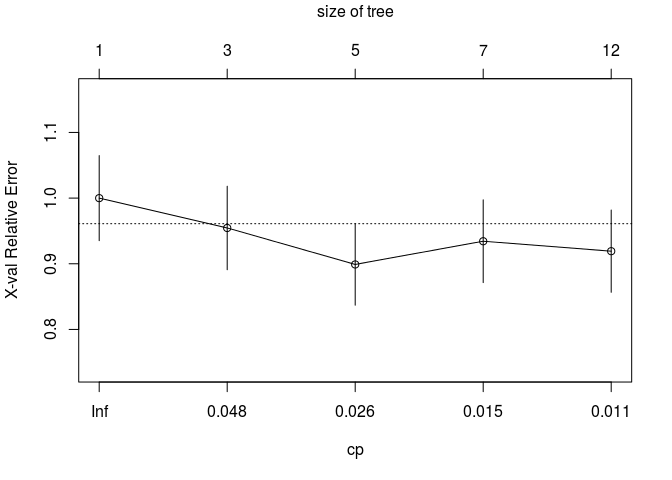 size of tree
1 3 5 7 12
X-val Relative Error
1.1
1.0
0.9
0.8
Inf 0.048 0.026 0.015 0.011
cp